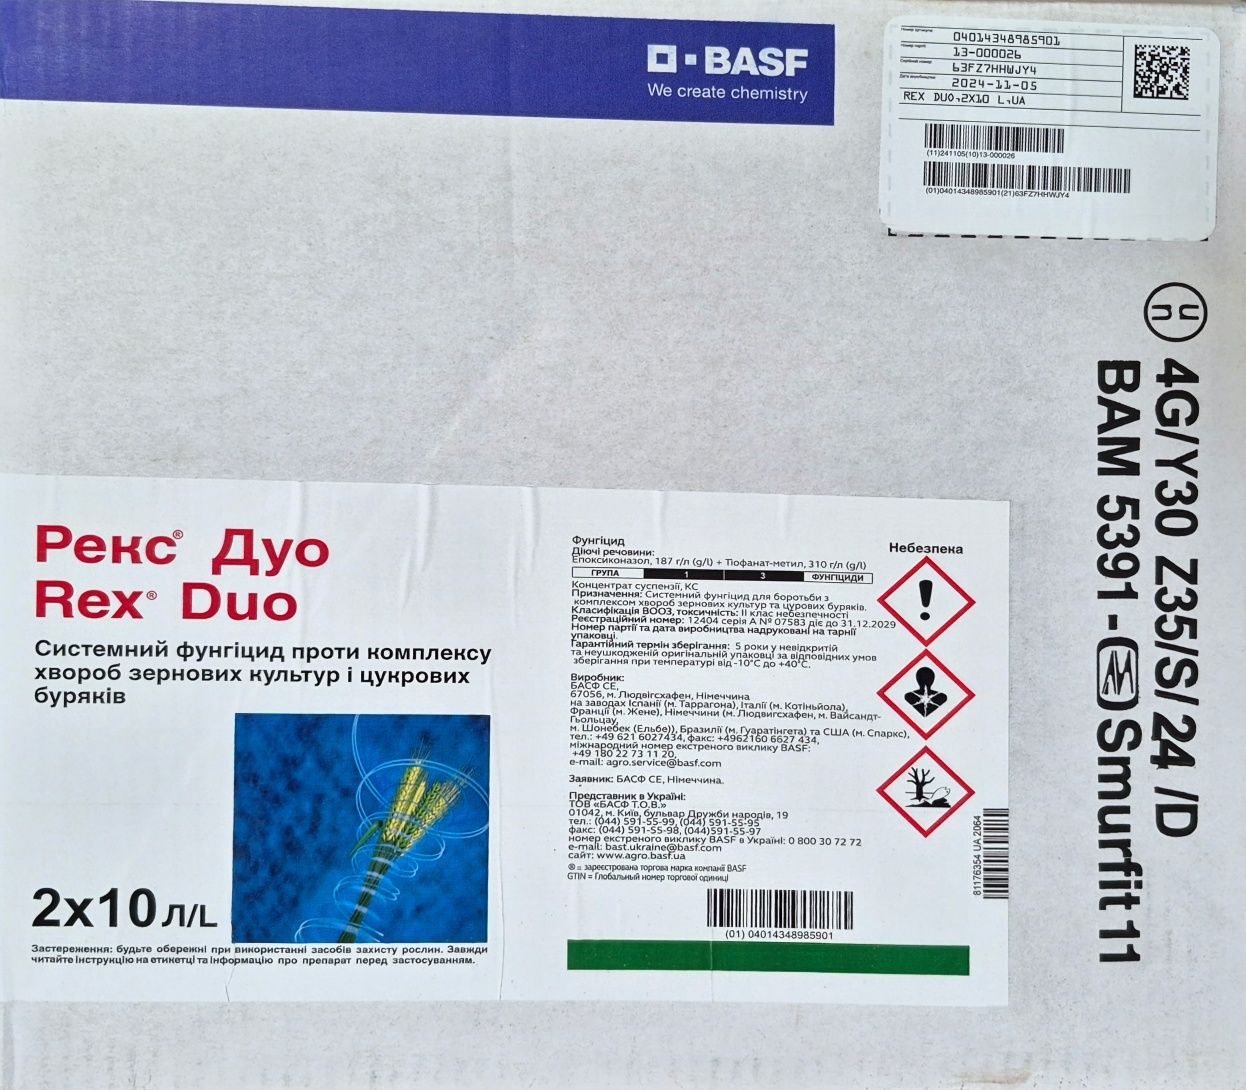 BASF
We create chemistry
04014348985901
13-000026
63FZ7HHWJY4
2024-11-05
REX DUO,2X10 L,UA
(11)241105(10)13-000026
(01)04014348985901(21)63FZ7HHWJY4
4G/Y30 Z35/S/24 /D
BAM 5391 - Smurfit 11
Рекс® Дуо
Rex® Duo
Системний фунгіцид проти комплексу
хвороб зернових культур і цукрових
буряків
2x10 Л/L
Застереження: будьте обережні при використанні засобів захисту рослин. Завжди
читайте інструкцію на етикетці та інформацію про препарат перед застосуванням.
Фунгіцид
Діючі речовини:
Епоксиконазол, 187 г/л (g/l) + Тіофанат-метил, 310 г/л (g/l)
ГРУПА 1 3 ФУНГІЦИДИ
Концентрат суспензії, КС
Призначення: Системний фунгіцид для боротьби з
комплексом хвороб зернових культур та цурових буряків.
Класифікація ВООЗ, токсичність: II клас небезпечності
Реєстраційний номер: 12404 серія А № 07583 діє до 31.12.2029
Номер партії та дата виробництва надруковані на тарній
упаковці.
Гарантійний термін зберігання: 5 роки у невідкритій
та неушкодженій оригінальній упаковці за відповідних умов
зберігання при температурі від -10°С до +40°С.
Виробник:
БАСФ СЕ,
67056, м. Людвігсхафен, Німеччина
на заводах Іспанії (м. Таррагона), Італії (м. Котіньйола),
Франції (м. Жене), Німеччини (м. Людвигсхафен, м. Вайсандт-
Гьольцау,
м. Шонебек (Ельбе)), Бразилії (м. Гуаратінгета) та США (м. Спаркс),
тел.: +49 621 6027434, факс: +4962160 6627 434,
міжнародний номер екстреного виклику BASF:
+49 180 22 73 11 20,
e-mail: agro.service@basf.com
Заявник: БАСФ СЕ, Німеччина.
Представник в Україні:
ТОВ «БАСФ Т.О.В.»
01042, м. Київ, бульвар Дружби народів, 19
тел.: (044) 591-55-99, (044) 591-55-95
факс: (044) 591-55-98, (044)591-55-97
номер екстреного виклику BASF в Україні: 0 800 30 72 72
e-mail: bast.ukraine@basf.com
сайт: www.agro.basf.ua
® = зареєстрована торгова марка компанії BASF
GTIN = Глобальный номер торгової одиниці
(01) 04014348985901
Небезпека
81176354 UA 2064